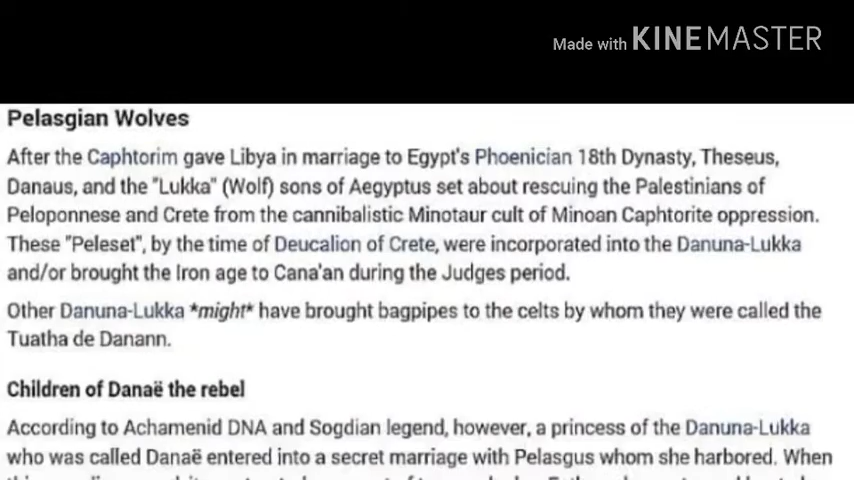 Made with KINEMASTER
Pelasgian Wolves
After the Caphtorim gave Libya in marriage to Egypt's Phoenician 18th Dynasty, Theseus,
Danaus, and the "Lukka" (Wolf) sons of Aegyptus set about rescuing the Palestinians of
Peloponnese and Crete from the cannibalistic Minotaur cult of Minoan Caphtorite oppression.
These "Peleset", by the time of Deucalion of Crete, were incorporated into the Danuna-Lukka
and/or brought the Iron age to Cana'an during the Judges period.
Other Danuna-Lukka *might* have brought bagpipes to the celts by whom they were called the
Tuatha de Danann.
Children of Danaë the rebel
According to Achamenid DNA and Sogdian legend, however, a princess of the Danuna-Lukka
who was called Danaë entered into a secret marriage with Pelasgus whom she harbored. When